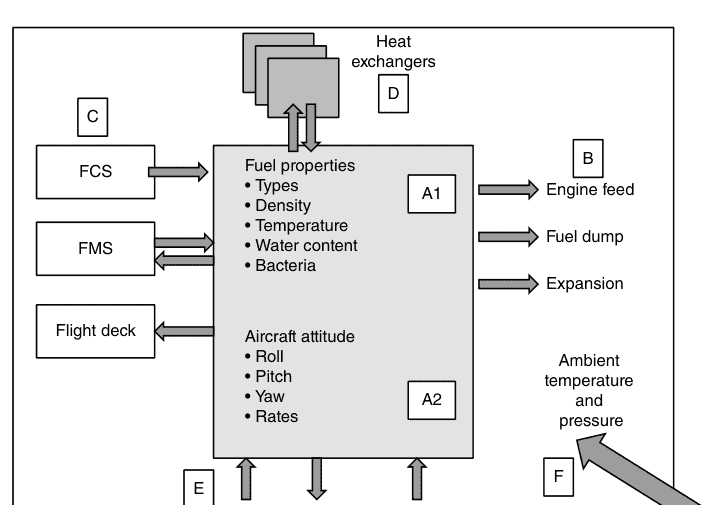 Heat
exchangers
D
C
FCS
FMS
Flight deck
Fuel properties
• Types
• Density
• Temperature
• Water content
• Bacteria
A1
Aircraft attitude
• Roll
• Pitch
• Yaw
• Rates
A2
B
Engine feed
Fuel dump
Expansion
Ambient
temperature
and
pressure
E
F